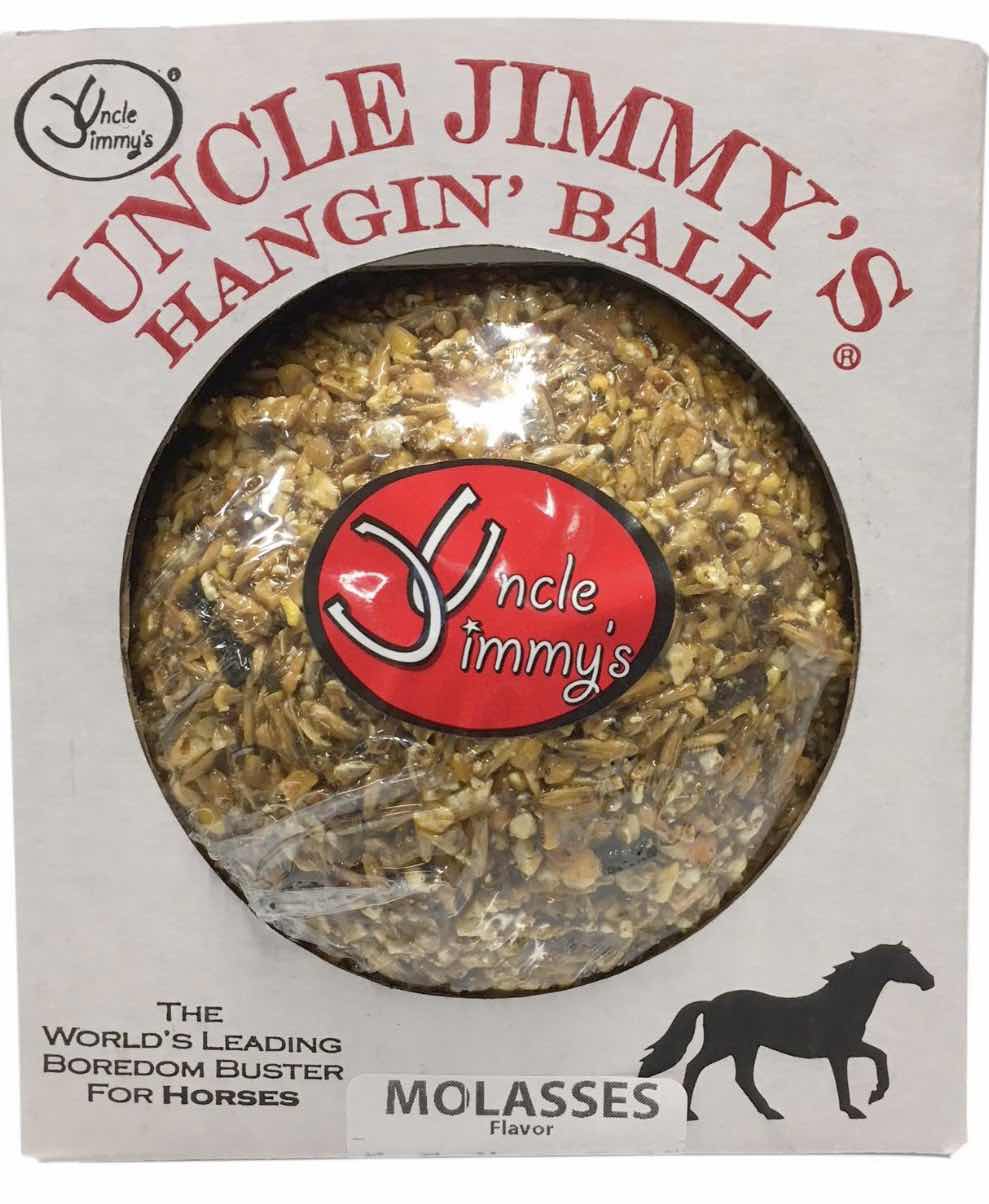 Uncle Jimmy's ®
UNCLE JIMMY'S
HANGIN' BALL ®
Uncle
Jimmy's
THE
WORLD'S LEADING
BOREDOM BUSTER
FOR HORSES
MOLASSES
Flavor